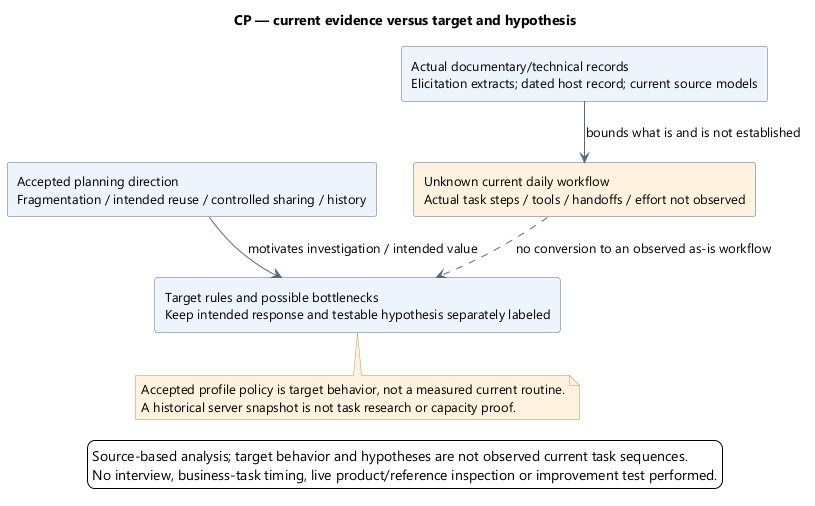 CP — current evidence versus target and hypothesis
Actual documentary/technical records
Elicitation extracts; dated host record; current source models
bounds what is and is not established
Accepted planning direction
Fragmentation / intended reuse / controlled sharing / history
Unknown current daily workflow
Actual task steps / tools / handoffs / effort not observed
motivates investigation / intended value
no conversion to an observed as-is workflow
Target rules and possible bottlenecks
Keep intended response and testable hypothesis separately labeled
Accepted profile policy is target behavior, not a measured current routine.
A historical server snapshot is not task research or capacity proof.
Source-based analysis; target behavior and hypotheses are not observed current task sequences.
No interview, business-task timing, live product/reference inspection or improvement test performed.